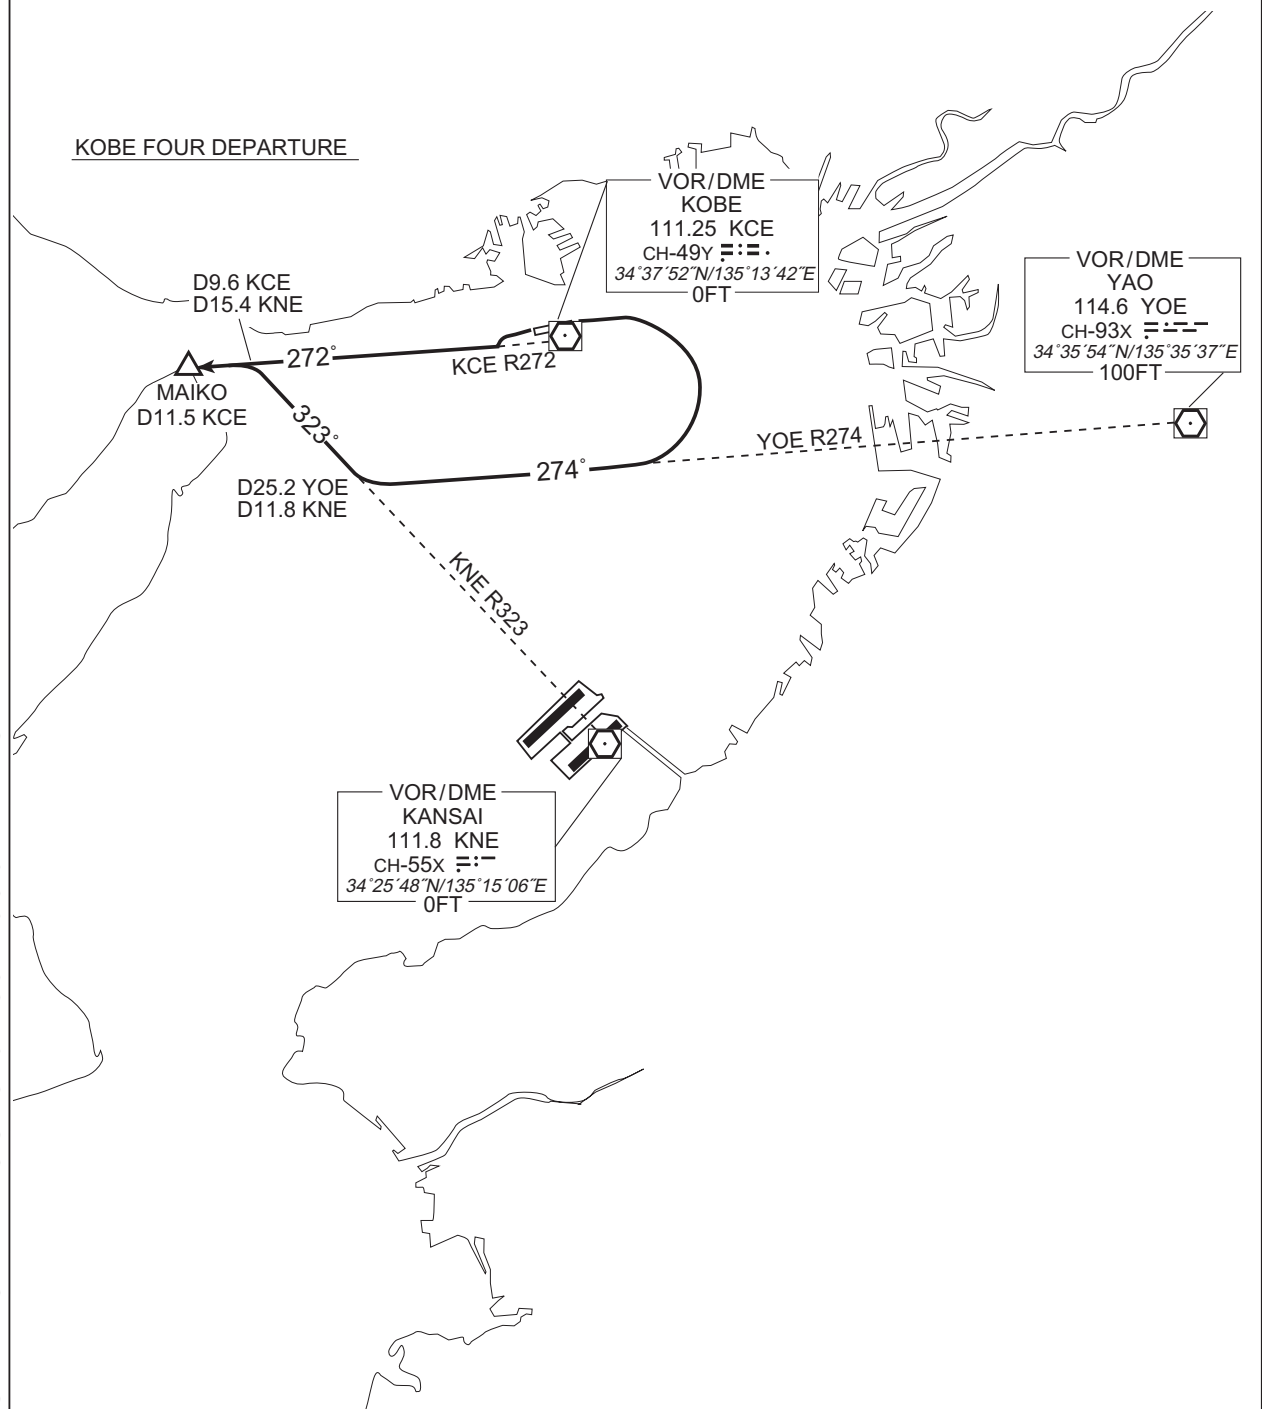 KOBE FOUR DEPARTURE
VOR/DME
KOBE
111.25 KCE
CH-49Y
34°37′52″N/135°13′42″E
0FT
VOR/DME
YAO
114.6 YOE
CH-93X
34°35′54″N/135°35′37″E
100FT
D9.6 KCE
D15.4 KNE
272°
KCE R272
MAIKO
D11.5 KCE
323°
YOE R274
274°
D25.2 YOE
D11.8 KNE
KNE R323
VOR/DME
KANSAI
111.8 KNE
CH-55X
34°25′48″N/135°15′06″E
0FT